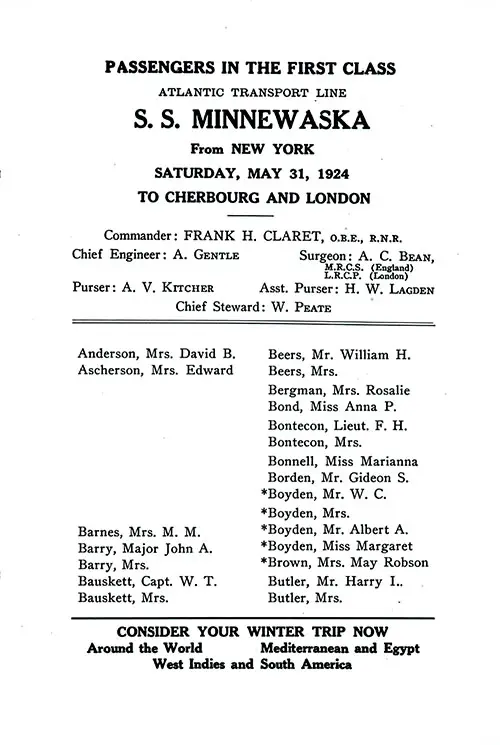 PASSENGERS IN THE FIRST CLASS
ATLANTIC TRANSPORT LINE
S. S. MINNEWASKA
From NEW YORK
SATURDAY, MAY 31, 1924
TO CHERBOURG AND LONDON
Commander: FRANK H. CLARET, O.B.E., R.N.R.
Chief Engineer: A. GENTLE
Surgeon: A. C. BEAN,
M.R.C.S. (England)
L.R.C.P. (London)
Purser: A. V. KITCHER
Asst. Purser: H. W. LAGDEN
Chief Steward: W. PEATE
Anderson, Mrs. David B.
Ascherson, Mrs. Edward
Barnes, Mrs. M. M.
Barry, Major John A.
Barry, Mrs.
Bauskett, Capt. W. T.
Bauskett, Mrs.
Beers, Mr. William H.
Beers, Mrs.
Bergman, Mrs. Rosalie
Bond, Miss Anna P.
Bontecon, Lieut. F. H.
Bontecon, Mrs.
Bonnell, Miss Marianna
Borden, Mr. Gideon S.
*Boyden, Mr. W. C.
*Boyden, Mrs.
*Boyden, Mr. Albert A.
*Boyden, Miss Margaret
*Brown, Mrs. May Robson
Butler, Mr. Harry I..
Butler, Mrs.
CONSIDER YOUR WINTER TRIP NOW
Around the World Mediterranean and Egypt
West Indies and South America